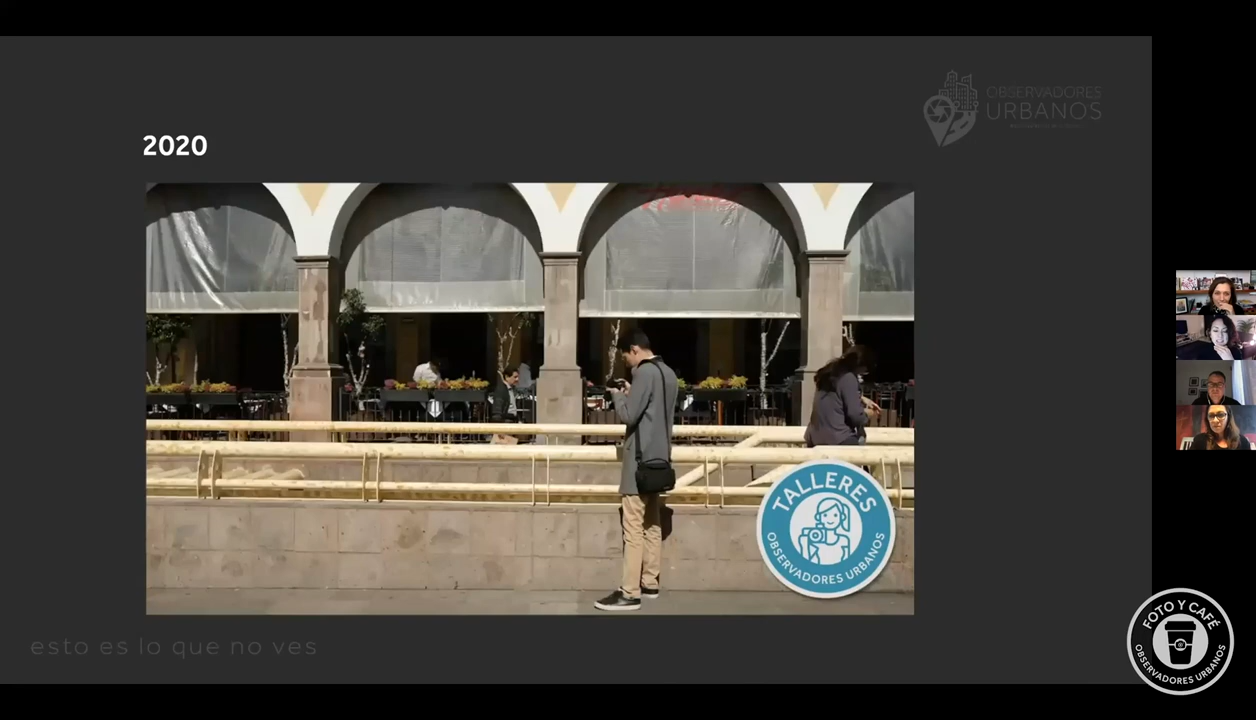 OBSERVADORES
URBANOS
2020
TALLERES
OBSERVADORES URBANOS
esto es lo que no ves
FOTO Y CAFÉ
OBSERVADORES URBANOS